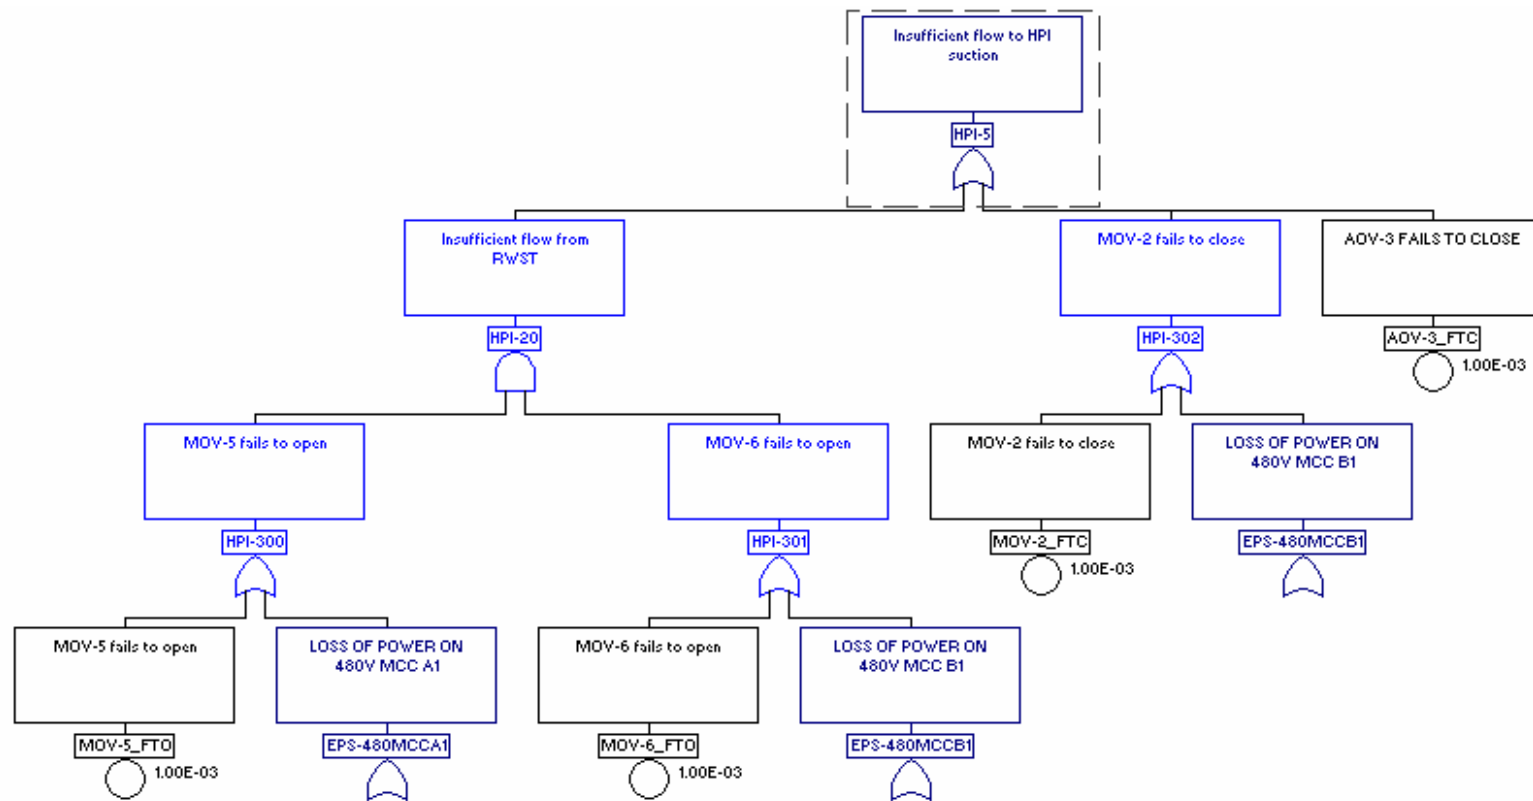 Insufficient flow to HPI
suction
HPI-5
Insufficient flow from
RWST
HPI-20
MOV-2 fails to close
HPI-302
AOV-3 FAILS TO CLOSE
AOV-3_FTC
1.00E-03
MOV-5 fails to open
HPI-300
MOV-6 fails to open
HPI-301
MOV-2 fails to close
MOV-2_FTC
1.00E-03
LOSS OF POWER ON
480V MCC B1
EPS-480MCCB1
MOV-5 fails to open
MOV-5_FTO
1.00E-03
LOSS OF POWER ON
480V MCC A1
EPS-480MCCA1
MOV-6 fails to open
MOV-6_FTO
1.00E-03
LOSS OF POWER ON
480V MCC B1
EPS-480MCCB1